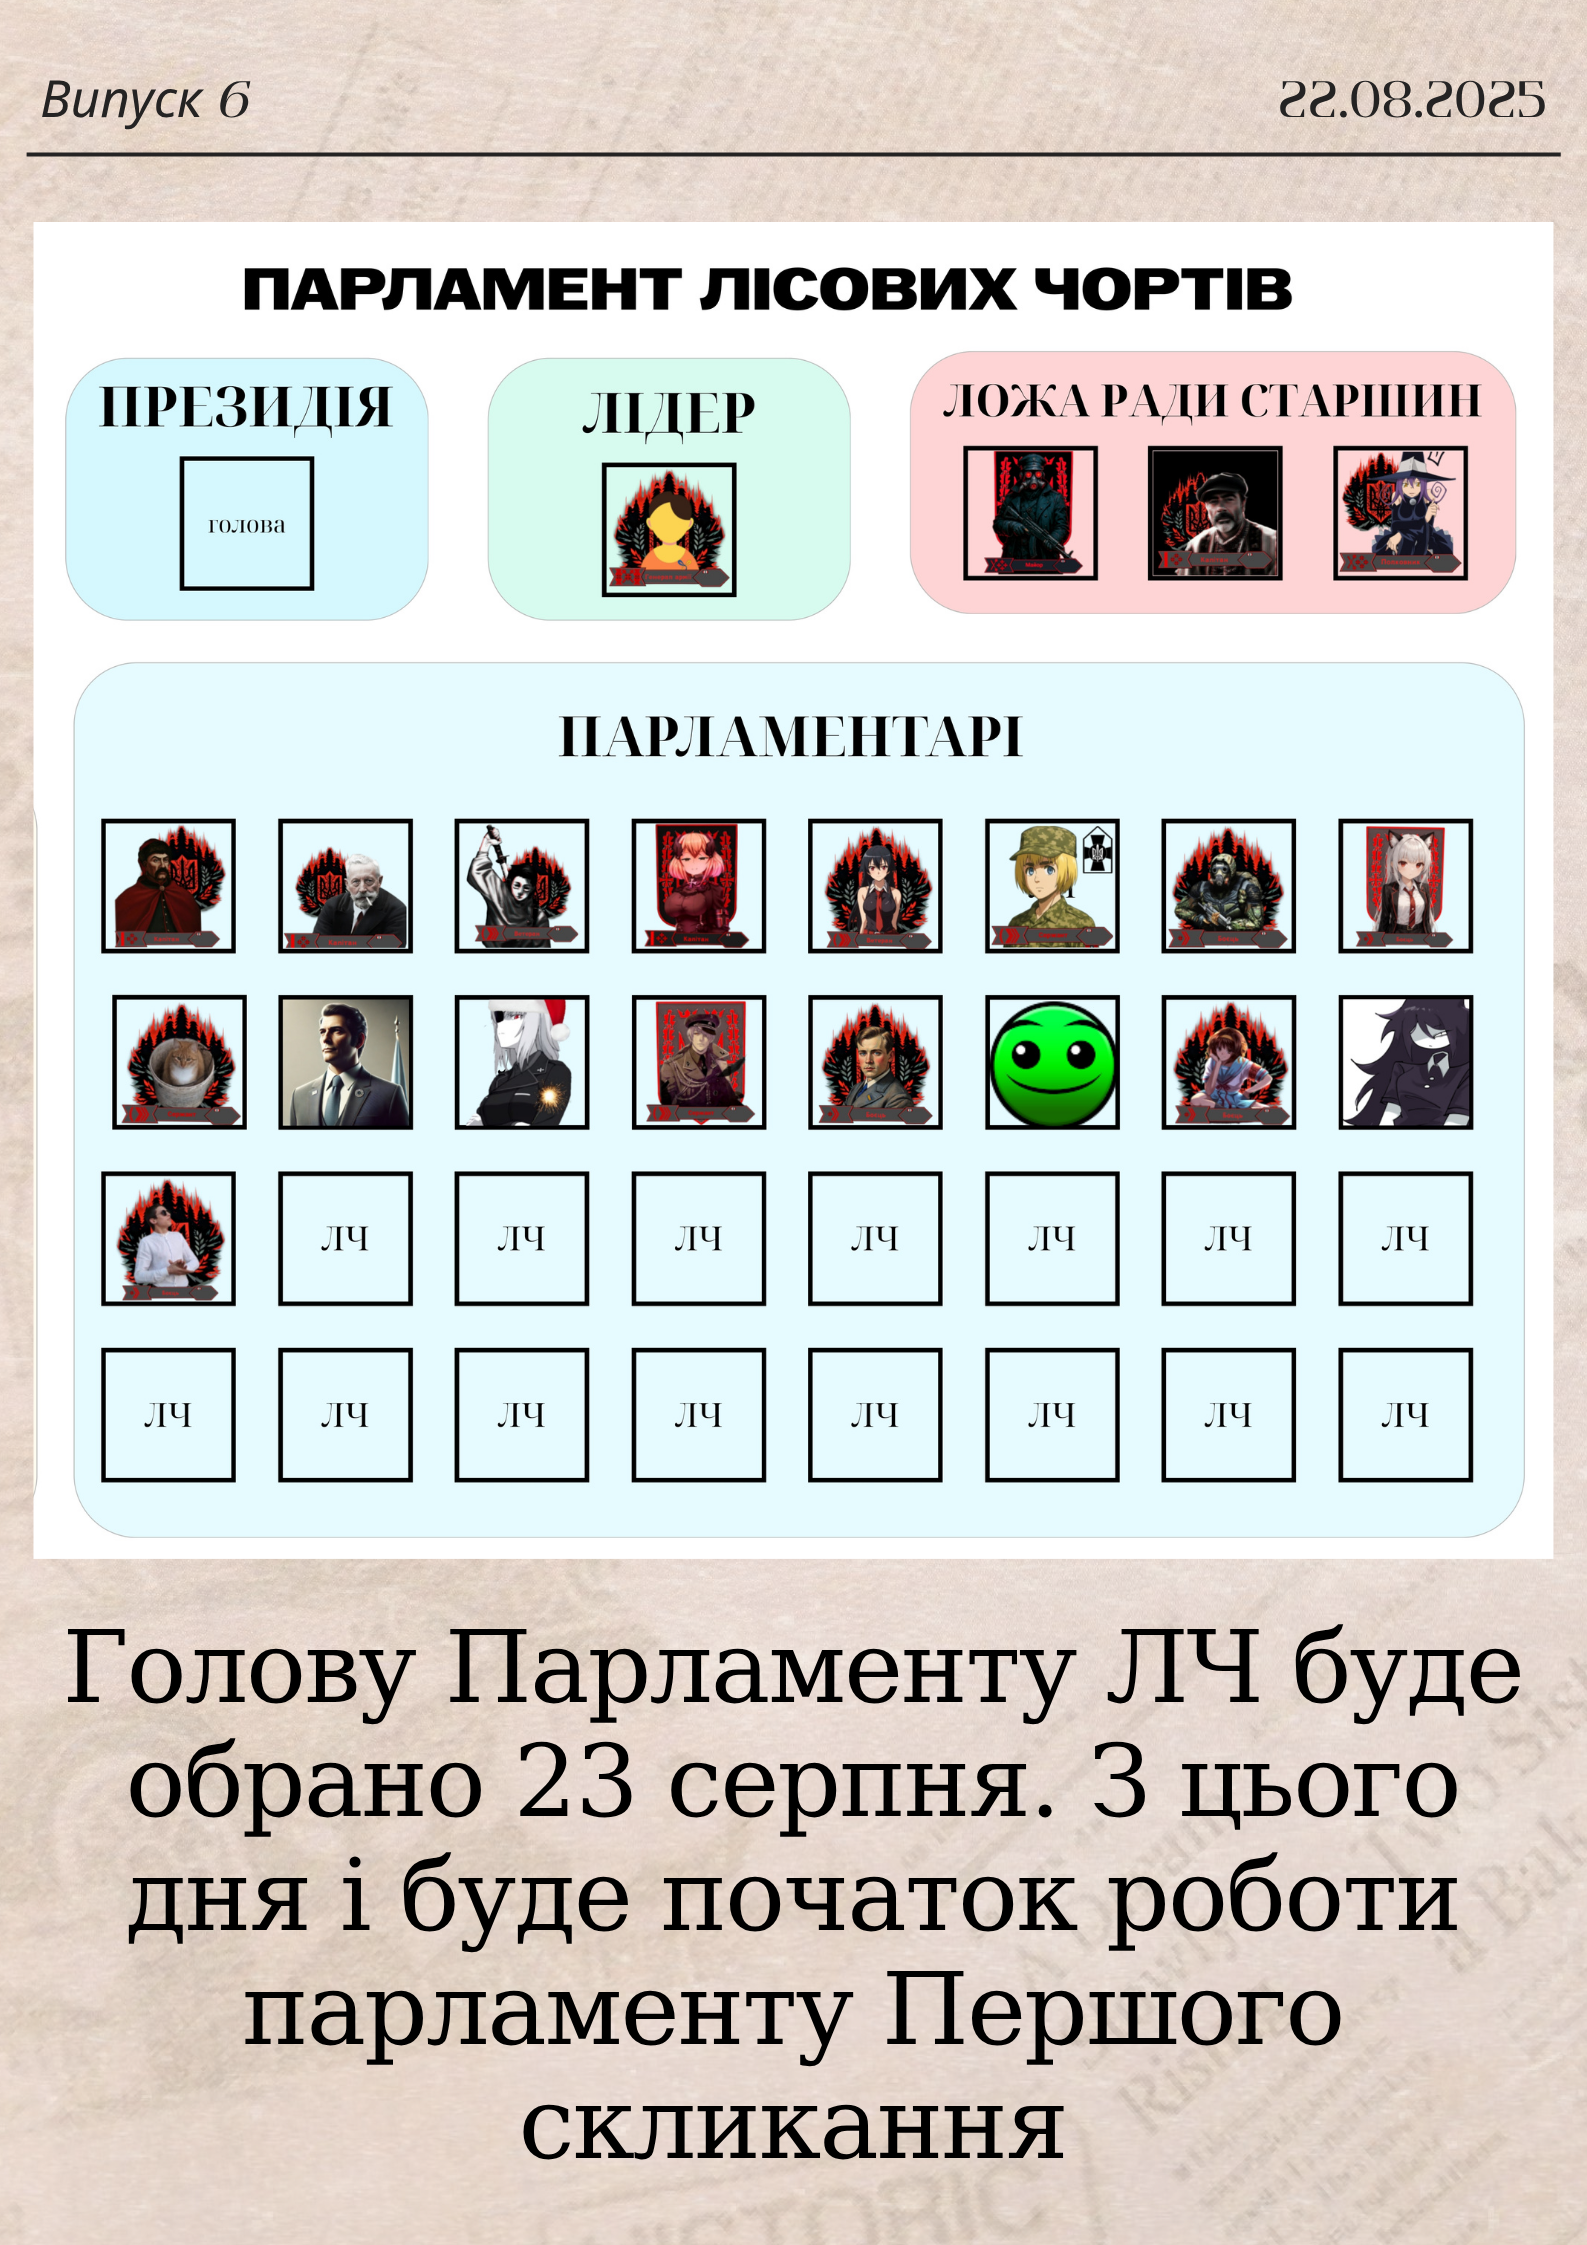 Випуск 6
22.08.2025
ПАРЛАМЕНТ ЛІСОВИХ ЧОРТІВ
ПРЕЗИДІЯ
голова
ЛІДЕР
ЛОЖА РАДИ СТАРШИН
ПАРЛАМЕНТАРІ
ЛЧ ЛЧ ЛЧ ЛЧ ЛЧ ЛЧ ЛЧ
ЛЧ ЛЧ ЛЧ ЛЧ ЛЧ ЛЧ ЛЧ ЛЧ
Голову Парламенту ЛЧ буде
обрано 23 серпня. З цього
дня і буде початок роботи
парламенту Першого
скликання